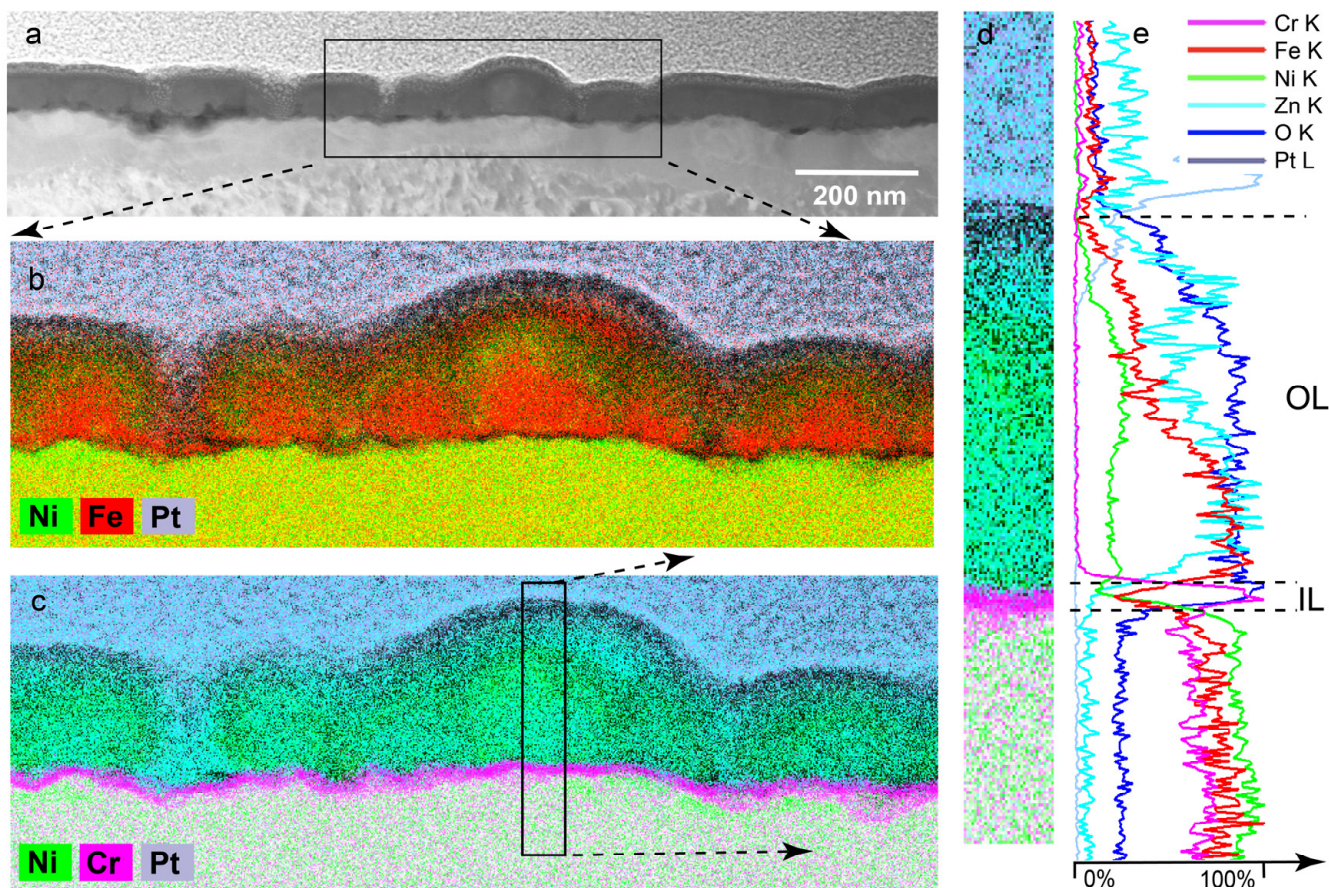 a
200 nm
b
Ni Fe Pt
c
Ni Cr Pt
d
e
Cr K
Fe K
Ni K
Zn K
O K
Pt L
OL
IL
0% 100%